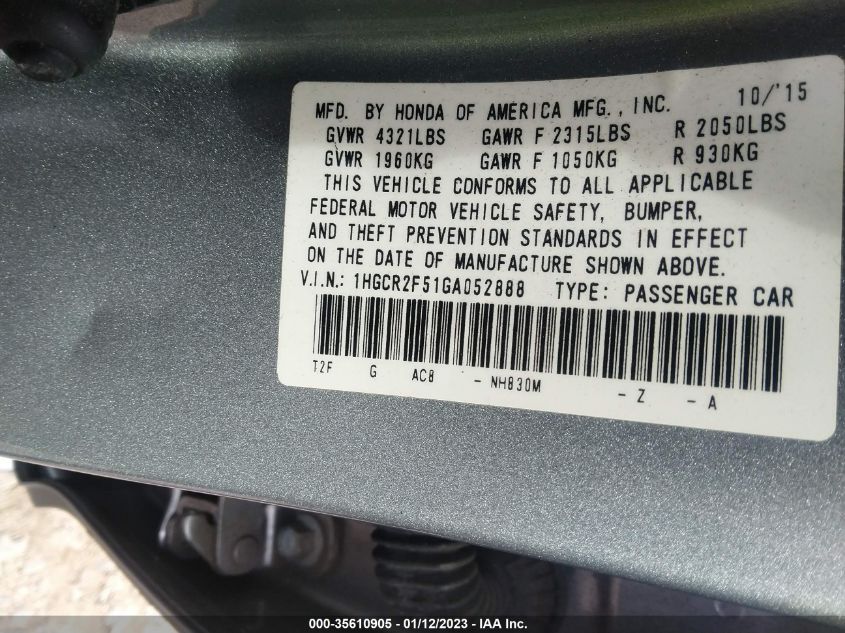 MFD. BY HONDA OF AMERICA MFG., INC. 10/'15
GVWR 4321LBS GAWR F 2315LBS R 2050LBS
GVWR 1960KG GAWR F 1050KG R 930KG
THIS VEHICLE CONFORMS TO ALL APPLICABLE
FEDERAL MOTOR VEHICLE SAFETY, BUMPER,
AND THEFT PREVENTION STANDARDS IN EFFECT
ON THE DATE OF MANUFACTURE SHOWN ABOVE.
V.I.N.: 1HGCR2F51GA052888 TYPE: PASSENGER CAR
T2F G AC8 - NH830M - Z - A
000-35610905 - 01/12/2023 - IAA Inc.